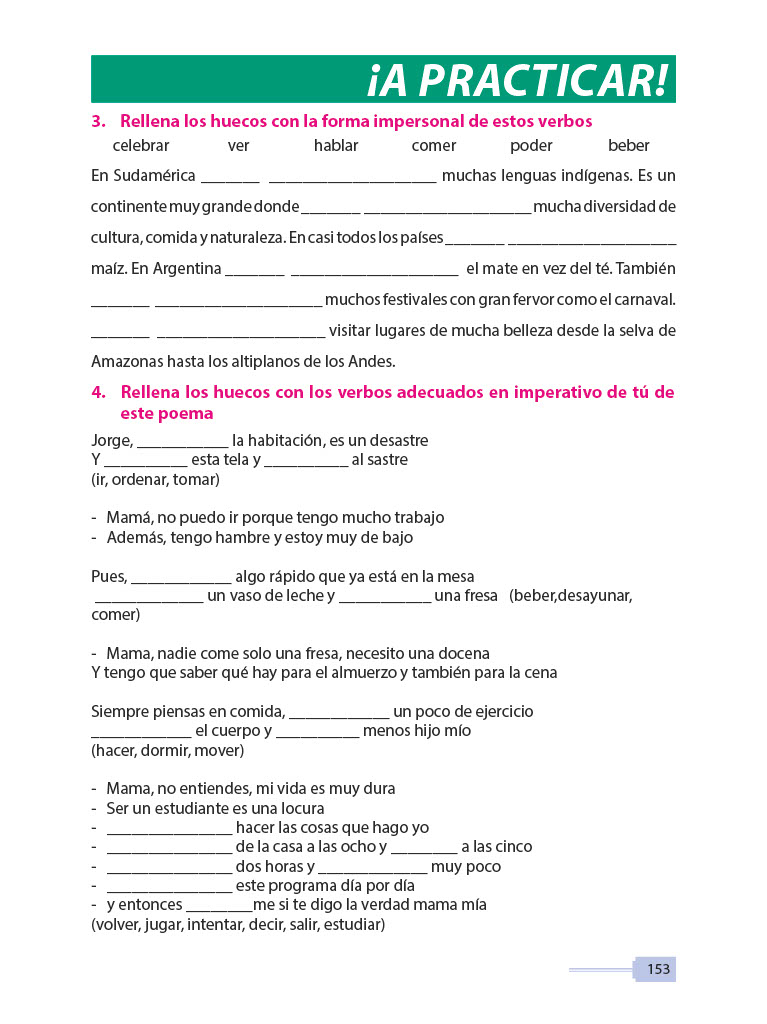 ¡A PRACTICAR!
3. Rellena los huecos con la forma impersonal de estos verbos
celebrar ver hablar comer poder beber
En Sudamérica _______ ____________________ muchas lenguas indígenas. Es un
continente muy grande donde _______ ____________________ mucha diversidad de
cultura, comida y naturaleza. En casi todos los países _______ ____________________
maíz. En Argentina _______ ____________________ el mate en vez del té. También
_______ ____________________ muchos festivales con gran fervor como el carnaval.
_______ ____________________ visitar lugares de mucha belleza desde la selva de
Amazonas hasta los altiplanos de los Andes.
4. Rellena los huecos con los verbos adecuados en imperativo de tú de
este poema
Jorge, ___________ la habitación, es un desastre
Y __________ esta tela y __________ al sastre
(ir, ordenar, tomar)
- Mamá, no puedo ir porque tengo mucho trabajo
- Además, tengo hambre y estoy muy de bajo
Pues, ____________ algo rápido que ya está en la mesa
_____________ un vaso de leche y ___________ una fresa (beber,desayunar,
comer)
- Mama, nadie come solo una fresa, necesito una docena
Y tengo que saber qué hay para el almuerzo y también para la cena
Siempre piensas en comida, ____________ un poco de ejercicio
____________ el cuerpo y __________ menos hijo mío
(hacer, dormir, mover)
- Mama, no entiendes, mi vida es muy dura
- Ser un estudiante es una locura
- _______________ hacer las cosas que hago yo
- _______________ de la casa a las ocho y ________ a las cinco
- _______________ dos horas y _____________ muy poco
- _______________ este programa día por día
- y entonces ________me si te digo la verdad mama mía
(volver, jugar, intentar, decir, salir, estudiar)
153